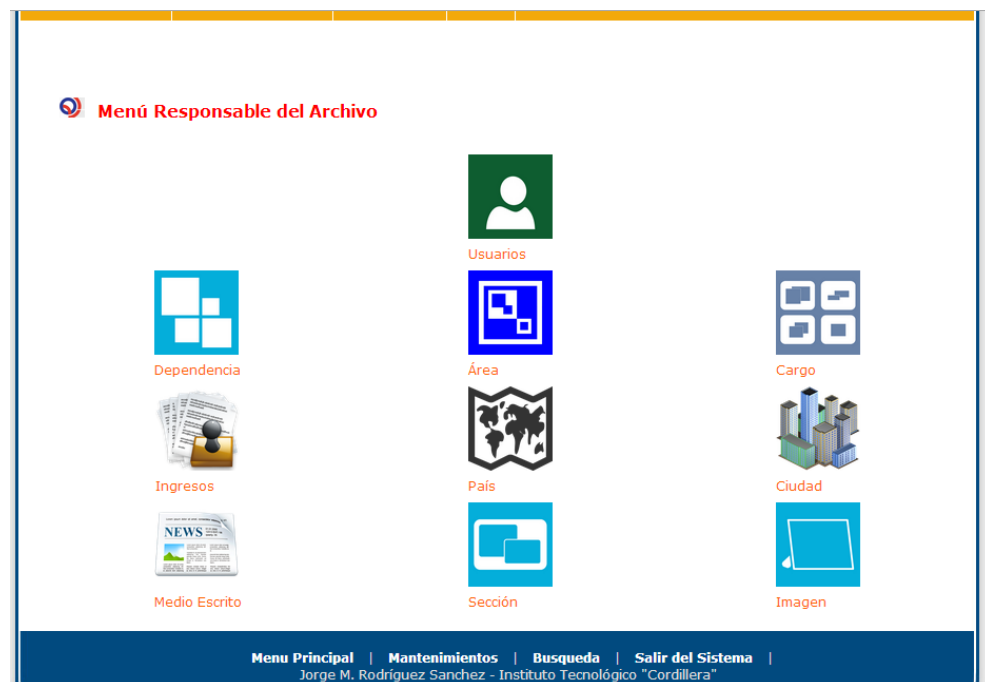 Menú Responsable del Archivo
Usuarios
Dependencia Área Cargo
Ingresos País Ciudad
NEWS
Medio Escrito Sección Imagen
Menu Principal | Mantenimientos | Busqueda | Salir del Sistema |
Jorge M. Rodríguez Sanchez - Instituto Tecnológico "Cordillera"